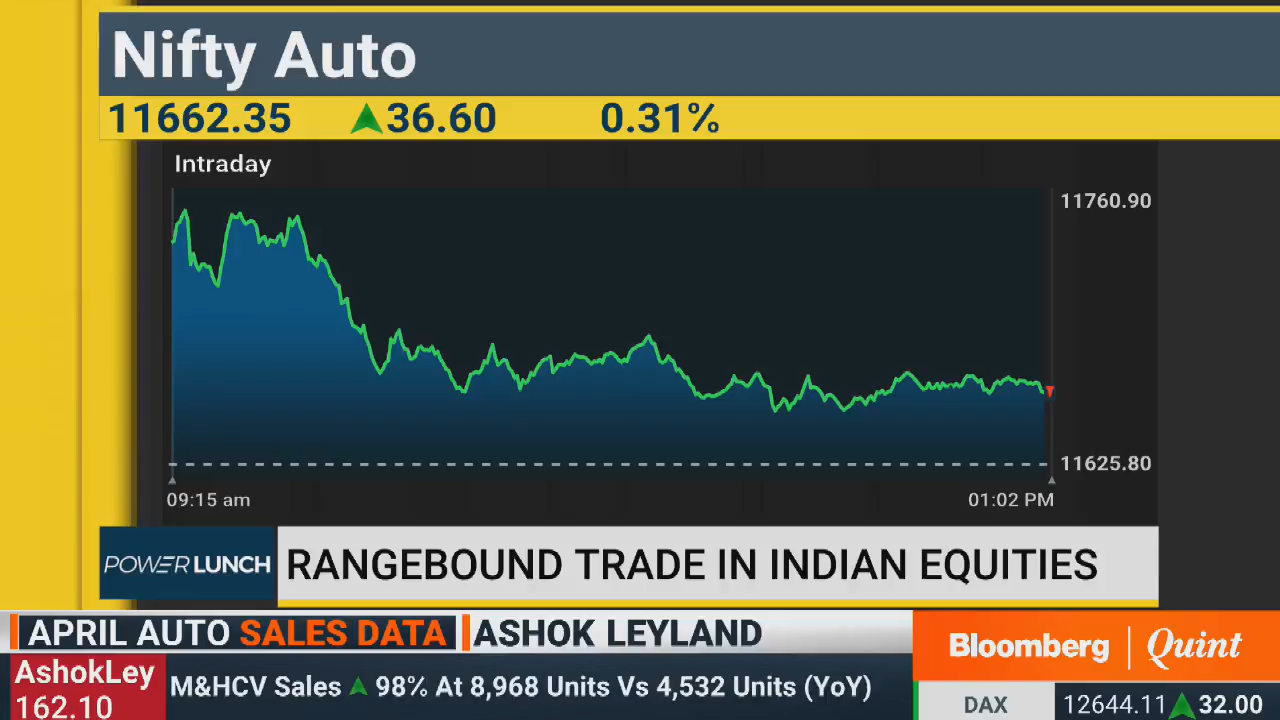 Nifty Auto
11662.35 ▲36.60 0.31%
Intraday
11760.90
11625.80
09:15 am 01:02 PM
POWER LUNCH RANGEBOUND TRADE IN INDIAN EQUITIES
APRIL AUTO SALES DATA ASHOK LEYLAND
Bloomberg | Quint
AshokLey
162.10
M&HCV Sales ▲ 98% At 8,968 Units Vs 4,532 Units (YoY)
DAX 12644.11▲32.00